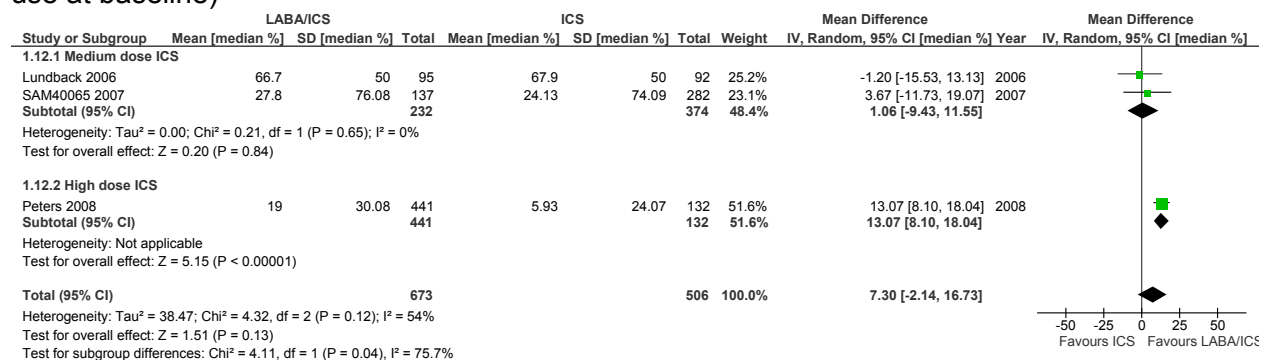 use at baseline)
LABA/ICS ICS Mean Difference Mean Difference
Study or Subgroup Mean [median %] SD [median %] Total Mean [median %] SD [median %] Total Weight IV, Random, 95% CI [median %] Year IV, Random, 95% CI [median %]
1.12.1 Medium dose ICS
Lundback 2006 66.7 50 95 67.9 50 92 25.2% -1.20 [-15.53, 13.13] 2006
SAM40065 2007 27.8 76.08 137 24.13 74.09 282 23.1% 3.67 [-11.73, 19.07] 2007
Subtotal (95% CI) 232 374 48.4% 1.06 [-9.43, 11.55]
Heterogeneity: Tau² = 0.00; Chi² = 0.21, df = 1 (P = 0.65); I² = 0%
Test for overall effect: Z = 0.20 (P = 0.84)
1.12.2 High dose ICS
Peters 2008 19 30.08 441 5.93 24.07 132 51.6% 13.07 [8.10, 18.04] 2008
Subtotal (95% CI) 441 132 51.6% 13.07 [8.10, 18.04]
Heterogeneity: Not applicable
Test for overall effect: Z = 5.15 (P < 0.00001)
Total (95% CI) 673 506 100.0% 7.30 [-2.14, 16.73]
Heterogeneity: Tau² = 38.47; Chi² = 4.32, df = 2 (P = 0.12); I² = 54%
Test for overall effect: Z = 1.51 (P = 0.13)
Test for subgroup differences: Chi² = 4.11, df = 1 (P = 0.04), I² = 75.7%
-50 -25 0 25 50
Favours ICS Favours LABA/ICS